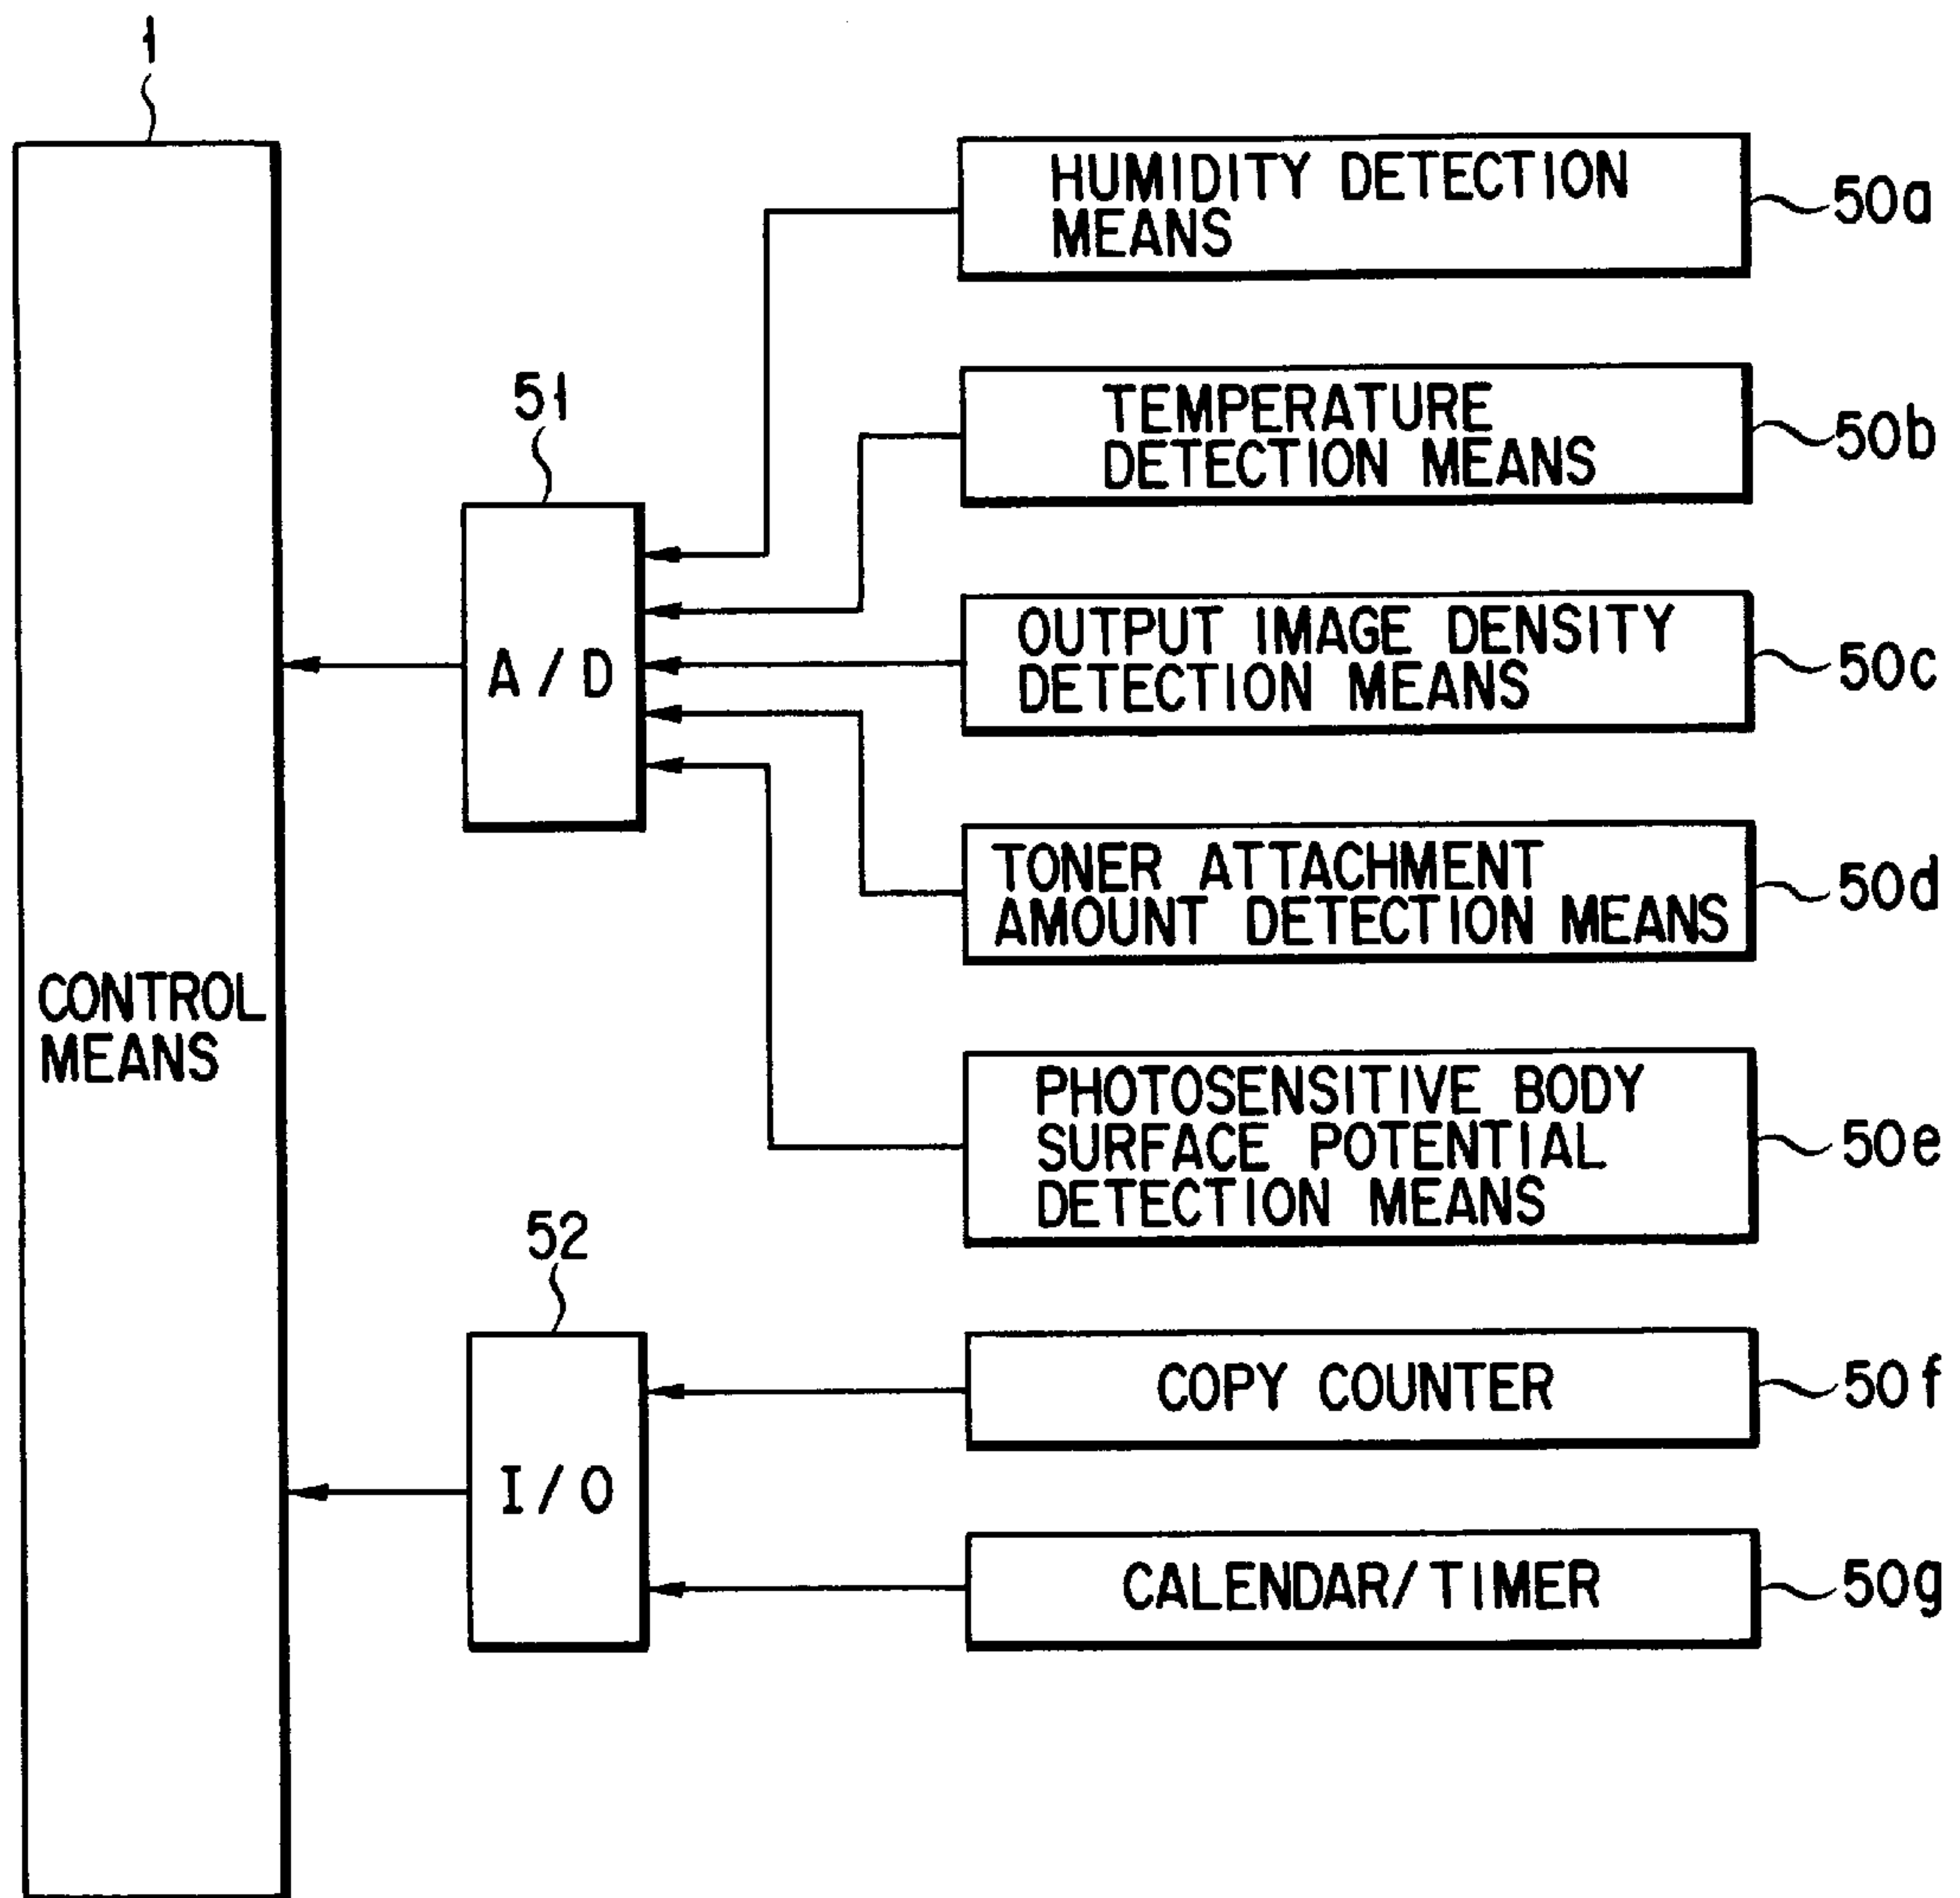 1
HUMIDITY DETECTION
MEANS
50a
51
TEMPERATURE
DETECTION MEANS
50b
A/D
OUTPUT IMAGE DENSITY
DETECTION MEANS
50c
TONER ATTACHMENT
AMOUNT DETECTION MEANS
50d
CONTROL
MEANS
PHOTOSENSITIVE BODY
SURFACE POTENTIAL
DETECTION MEANS
50e
52
COPY COUNTER
50f
I/O
CALENDAR/TIMER
50g